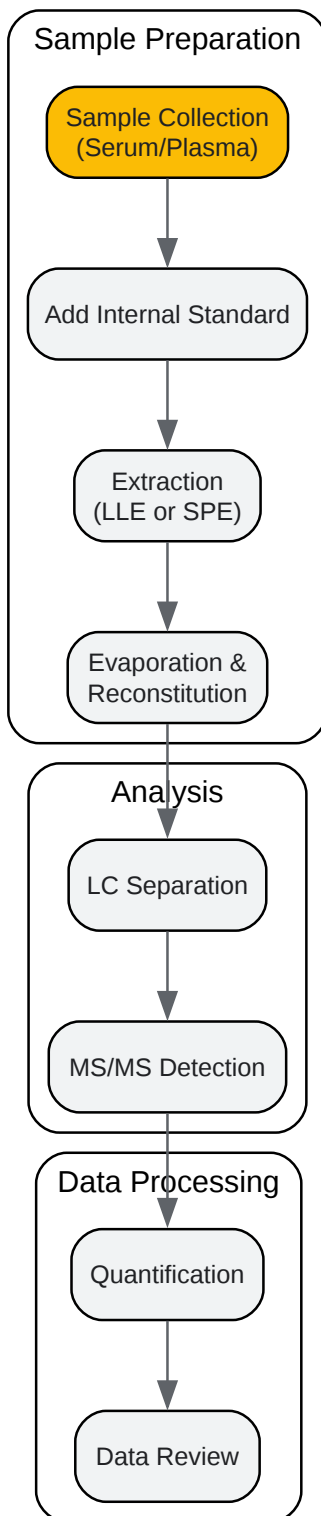 Sample Preparation
Sample Collection
(Serum/Plasma)
Add Internal Standard
Extraction
(LLE or SPE)
Evaporation &
Reconstitution
Analysis
LC Separation
MS/MS Detection
Data Processing
Quantification
Data Review